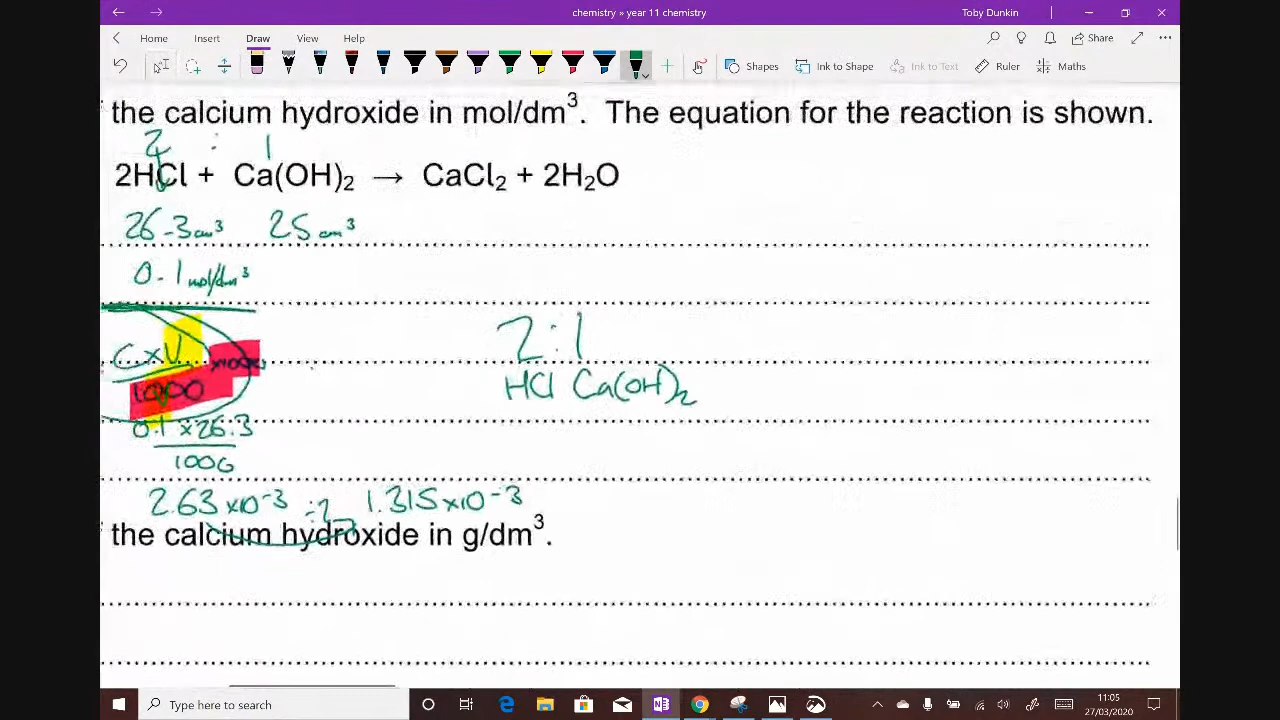 chemistry » year 11 chemistry
Toby Dunkin
Home Insert Draw View Help
Share
Shapes Ink to Shape Ink to Text Ruler Maths
the calcium hydroxide in mol/dm³. The equation for the reaction is shown.
2 : 1
2HCl + Ca(OH)₂ → CaCl₂ + 2H₂O
26.3cm³ 25cm³
0.1mol/dm³
2:1
HCl Ca(OH)₂
C×V
1000
0.1 ×26.3
1000
2.63×10⁻³ ÷2 1.315×10⁻³
the calcium hydroxide in g/dm³.
Type here to search
11:05
27/03/2020